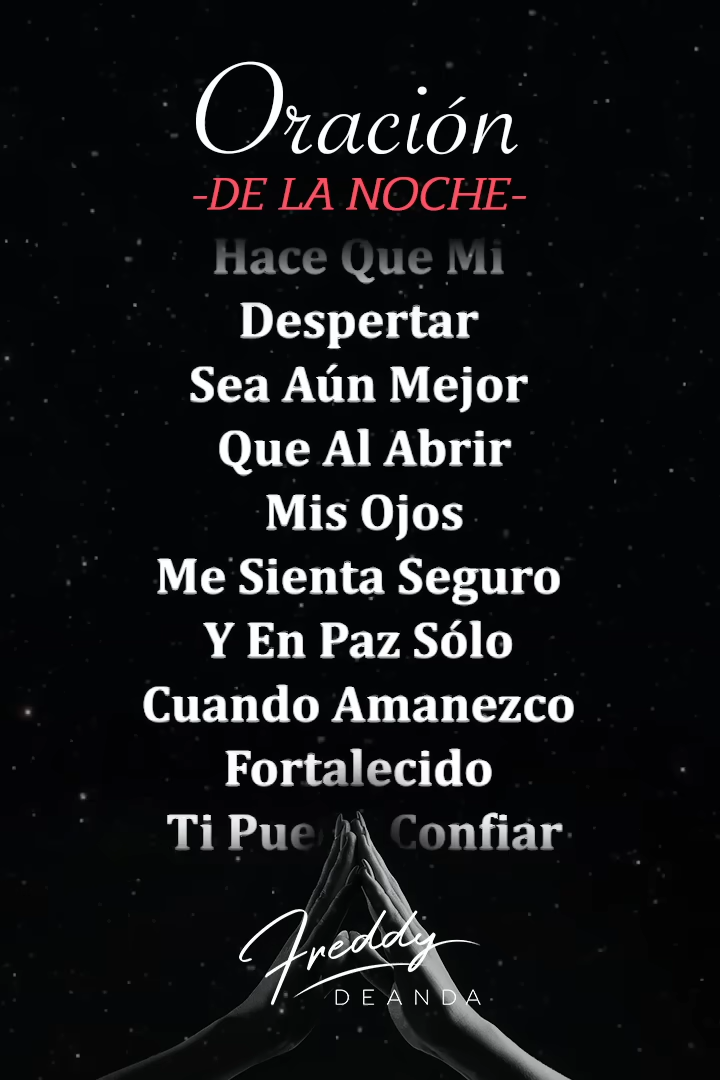 Oración
-DE LA NOCHE-
Hace Que Mi
Despertar
Sea Aún Mejor
Que Al Abrir
Mis Ojos
Me Sienta Seguro
Y En Paz Sólo
Cuando Amanezco
Fortalecido
Ti Confiar
Freddy
DEANDA